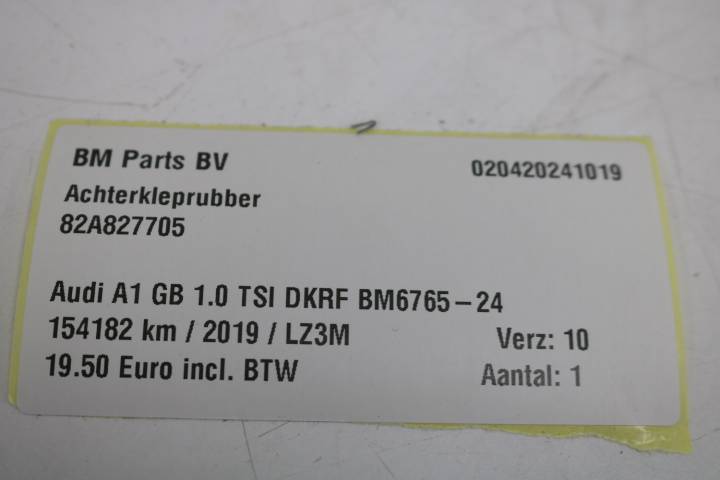 BM Parts BV 020420241019
Achterkleprubber
82A827705
Audi A1 GB 1.0 TSI DKRF BM6765-24
154182 km / 2019 / LZ3M Verz: 10
19.50 Euro incl. BTW Aantal: 1